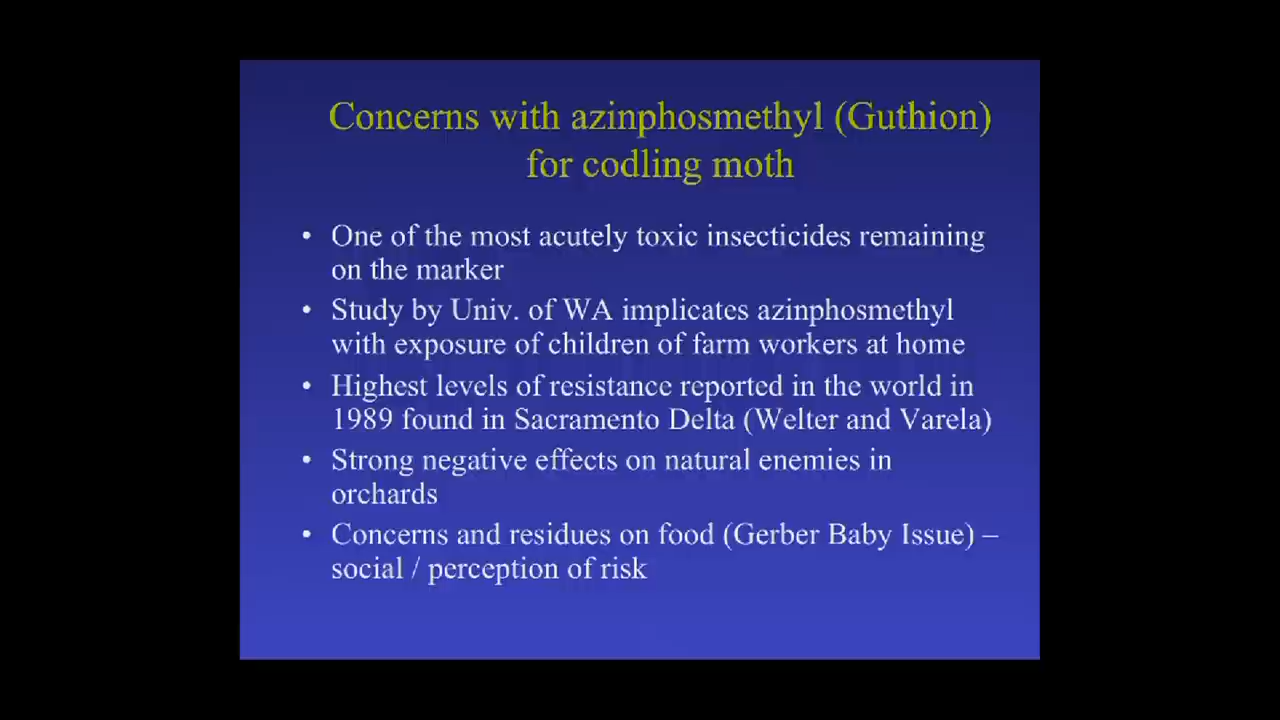 Concerns with azinphosmethyl (Guthion)
for codling moth
• One of the most acutely toxic insecticides remaining
on the marker
• Study by Univ. of WA implicates azinphosmethyl
with exposure of children of farm workers at home
• Highest levels of resistance reported in the world in
1989 found in Sacramento Delta (Welter and Varela)
• Strong negative effects on natural enemies in
orchards
• Concerns and residues on food (Gerber Baby Issue) –
social / perception of risk